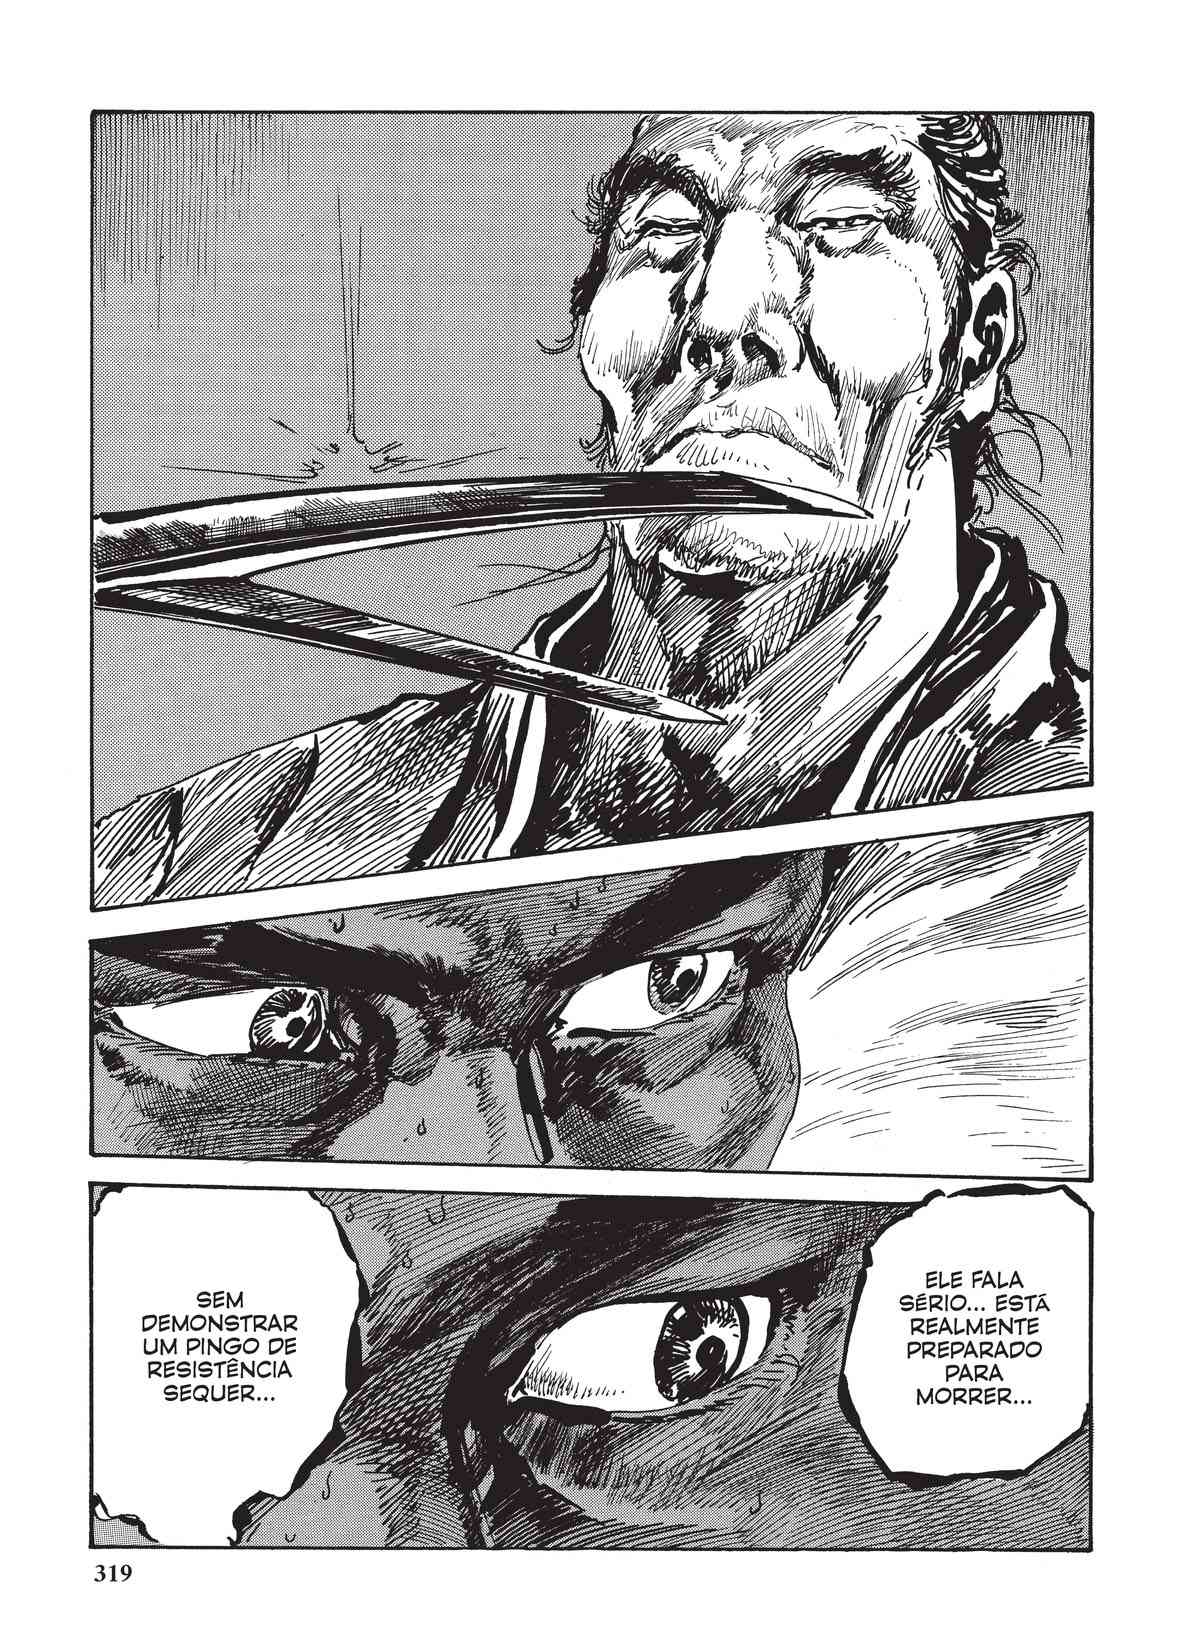 ELE FALA
SÉRIO... ESTÁ
REALMENTE
PREPARADO
PARA
MORRER...
SEM
DEMONSTRAR
UM PINGO DE
RESISTÊNCIA
SEQUER...
319